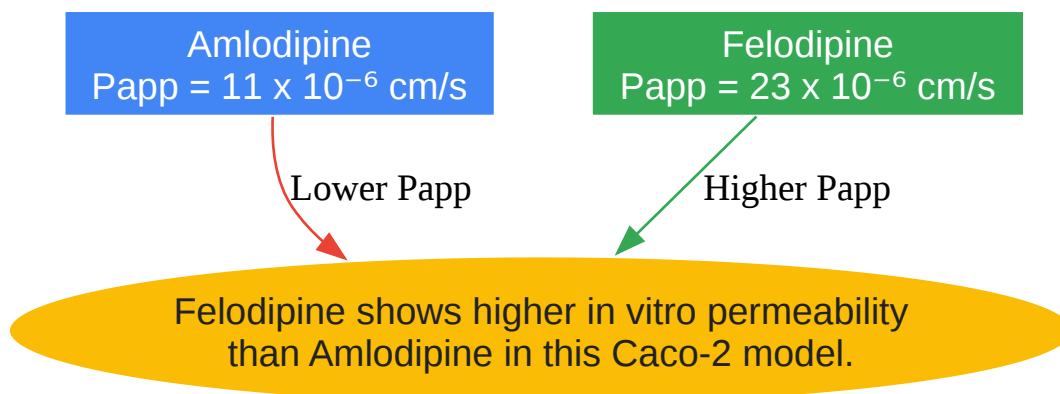 Amlodipine
Papp = 11 x 10⁻⁶ cm/s
Felodipine
Papp = 23 x 10⁻⁶ cm/s
Lower Papp
Higher Papp
Felodipine shows higher in vitro permeability
than Amlodipine in this Caco-2 model.